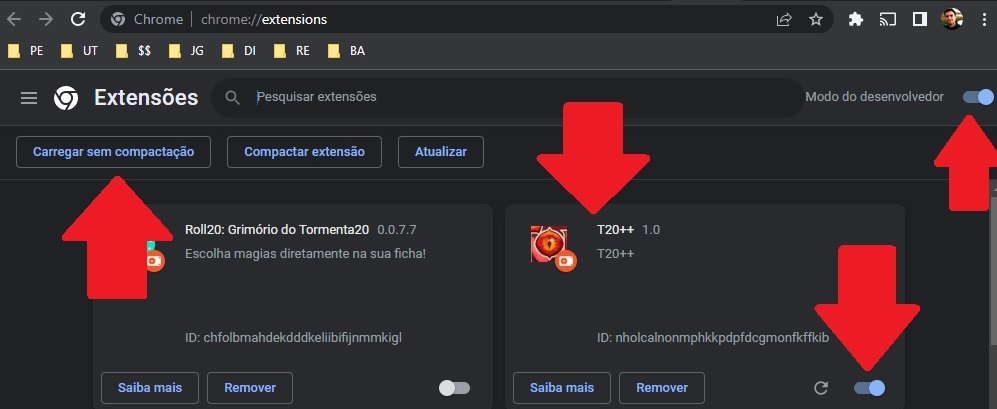 Chrome | chrome://extensions
PE UT $$ JG DI RE BA
Extensões
Pesquisar extensões
Modo do desenvolvedor
Carregar sem compactação
Compactar extensão
Atualizar
Roll20: Grimório do Tormenta20 0.0.7.7
Escolha magias diretamente na sua ficha!
ID: chfolbmahdekdddkeliibifijnmmkigl
Saiba mais
Remover
T20++ 1.0
T20++
ID: nholcalnonmphkkpdpfdcgmonfkffkib
Saiba mais
Remover